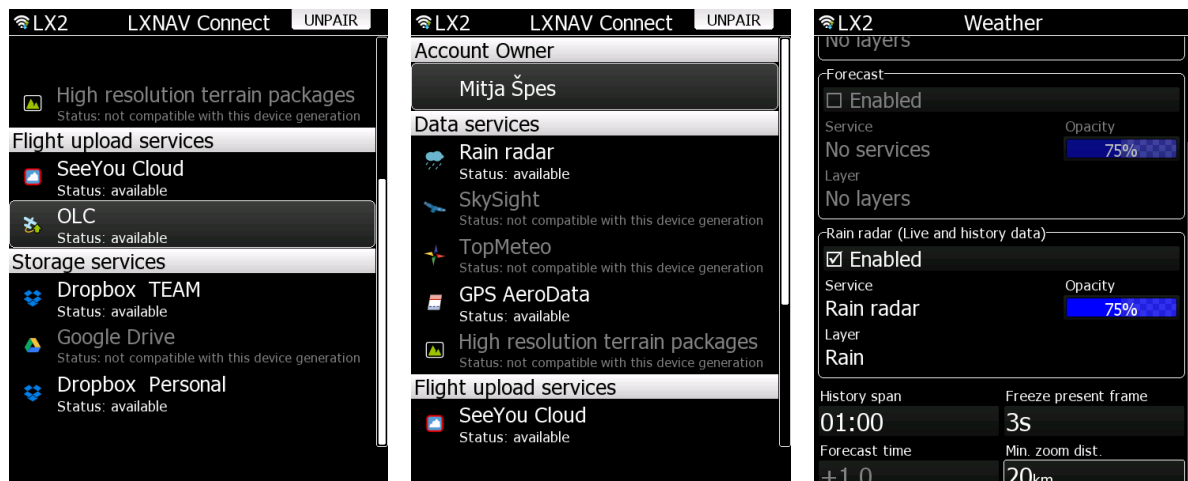 LX2 LXNAV Connect UNPAIR
High resolution terrain packages
Status: not compatible with this device generation
Flight upload services
SeeYou Cloud
Status: available
OLC
Status: available
Storage services
Dropbox TEAM
Status: available
Google Drive
Status: not compatible with this device generation
Dropbox Personal
Status: available
LX2 LXNAV Connect UNPAIR
Account Owner
Mitja Špes
Data services
Rain radar
Status: available
SkySight
Status: not compatible with this device generation
TopMeteo
Status: not compatible with this device generation
GPS AeroData
Status: available
High resolution terrain packages
Status: not compatible with this device generation
Flight upload services
SeeYou Cloud
Status: available
LX2 Weather
No layers
Forecast
Enabled
Service Opacity
No services 75%
Layer
No layers
Rain radar (Live and history data)
Enabled
Service Opacity
Rain radar 75%
Layer
Rain
History span Freeze present frame
01:00 3s
Forecast time Min. zoom dist.
+1.0 20km